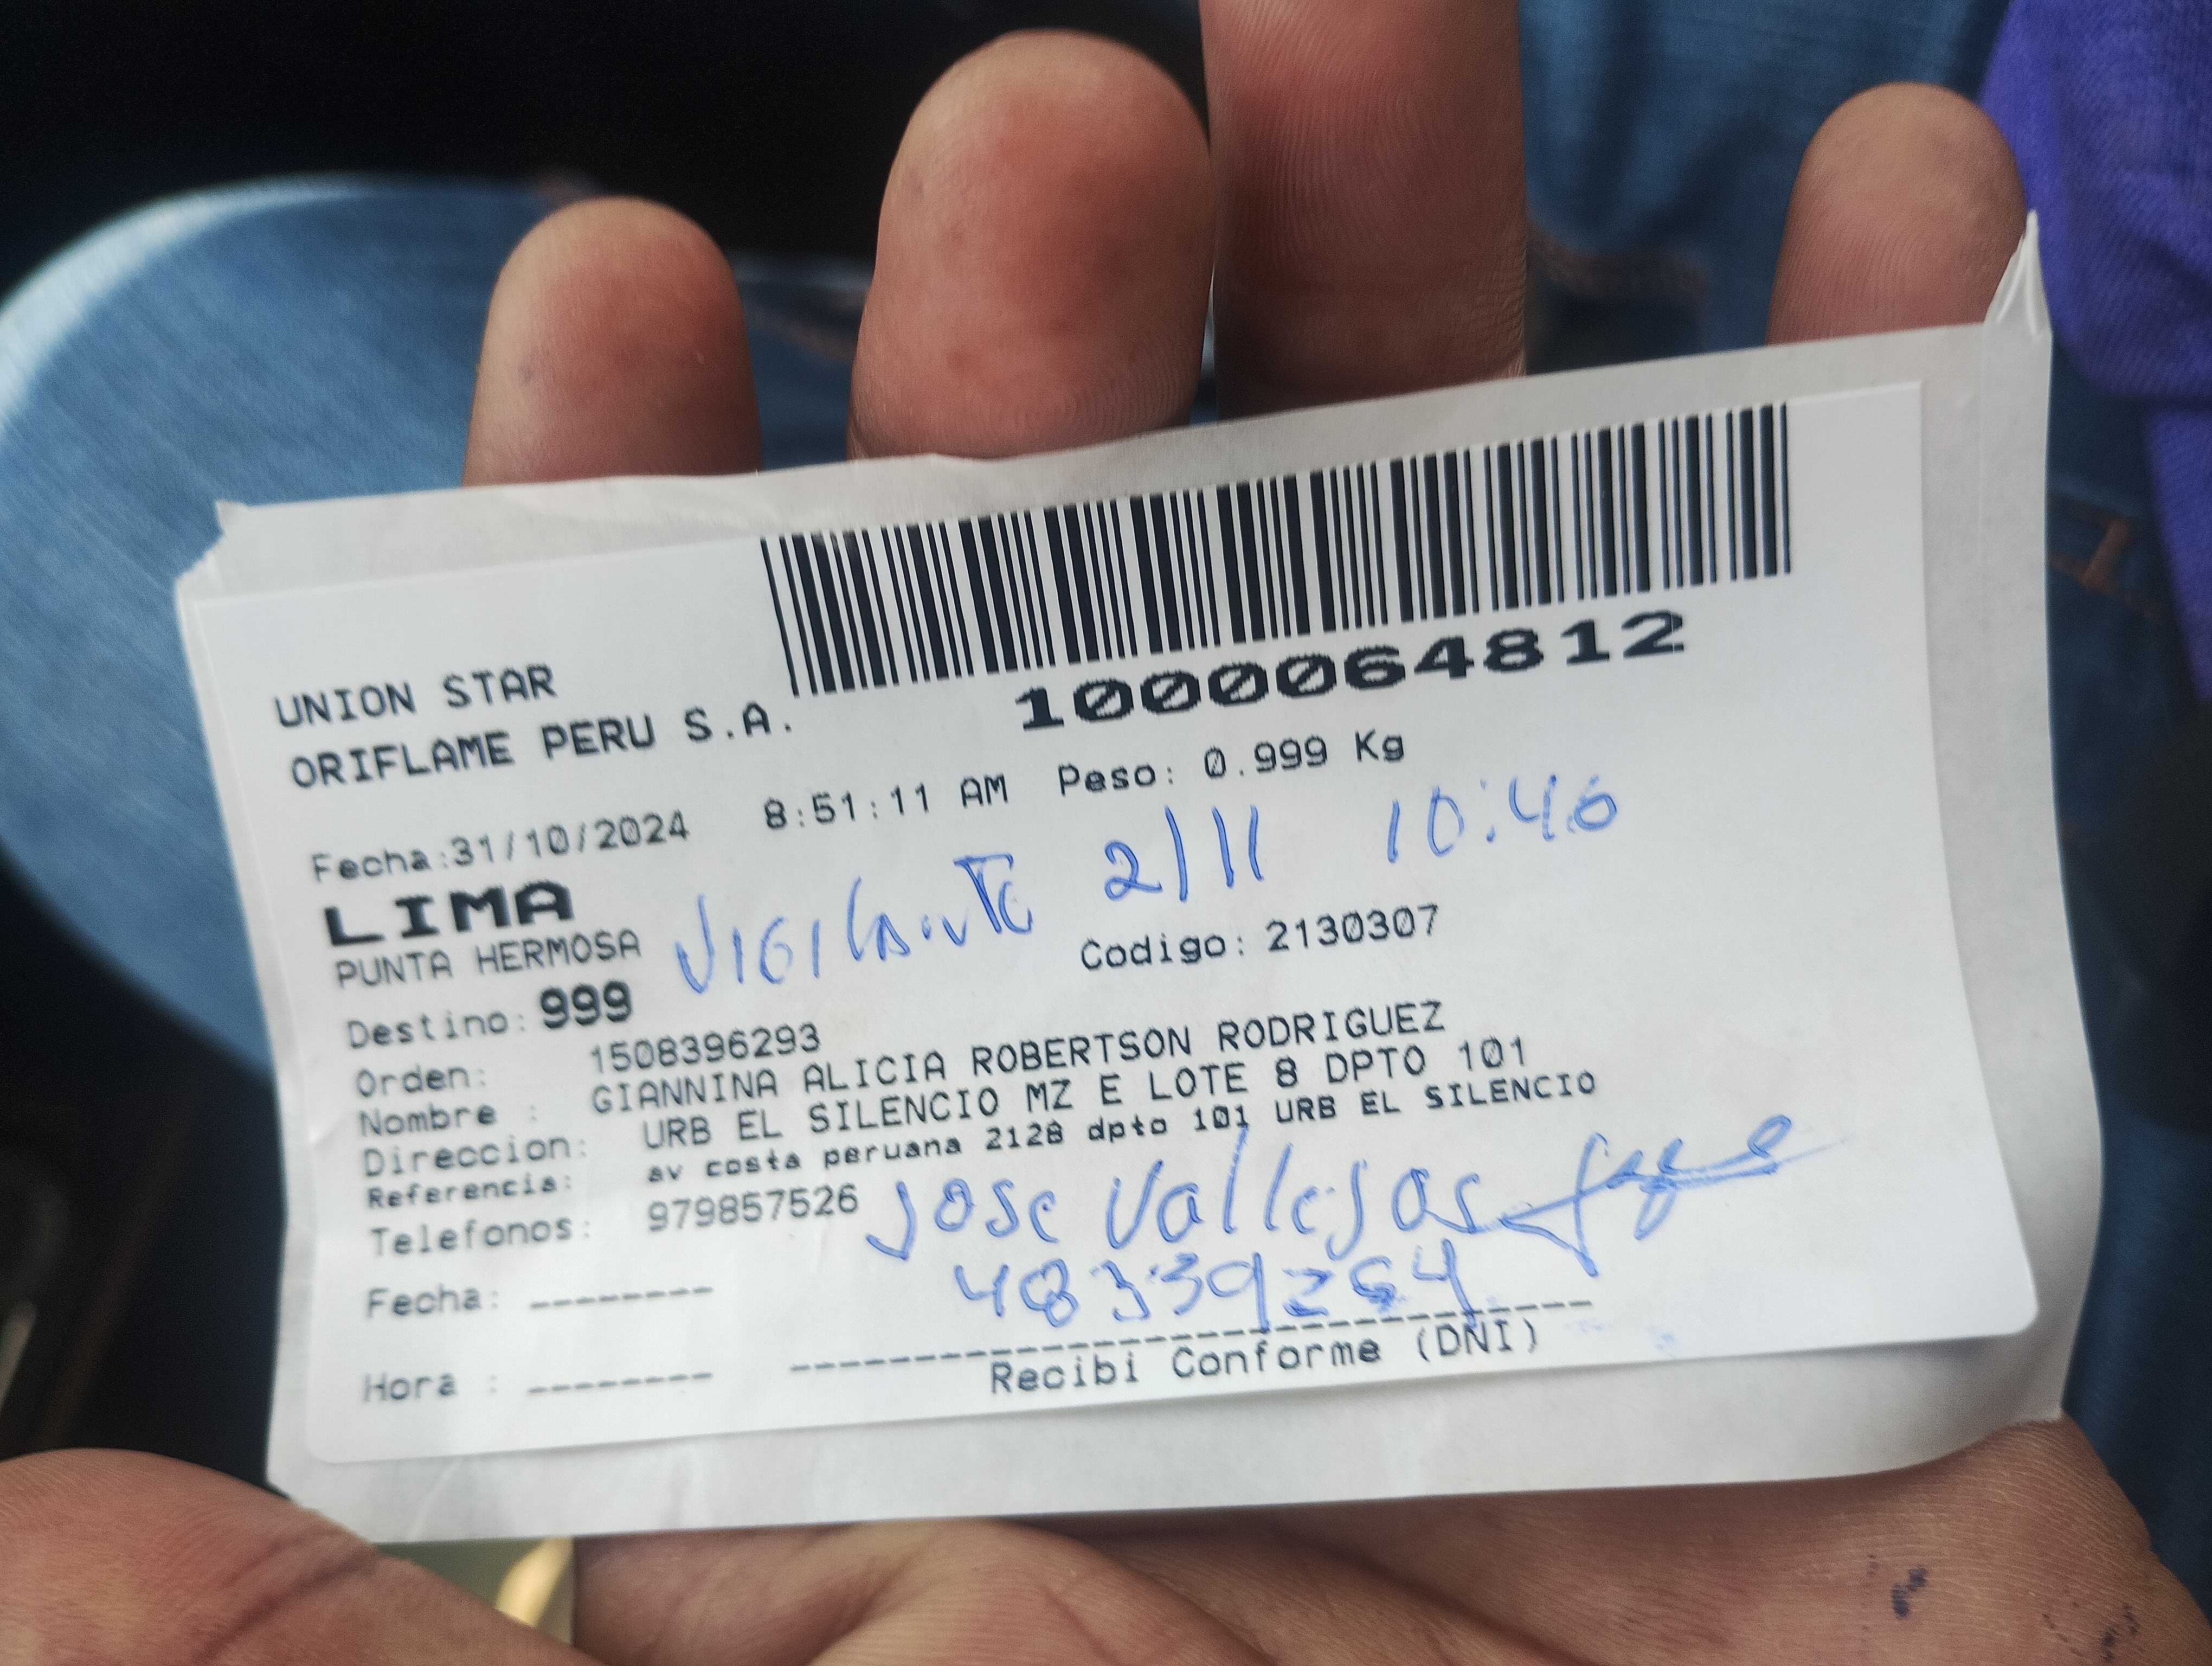 1000064812
UNION STAR
ORIFLAME PERU S.A.
Fecha:31/10/2024 8:51:11 AM Peso: 0.999 Kg
LIMA
VIGILANTE 2/11 10:40
PUNTA HERMOSA
Codigo: 2130307
Destino: 999
Orden: 1508396293
Nombre : GIANNINA ALICIA ROBERTSON RODRIGUEZ
Direccion: URB EL SILENCIO MZ E LOTE 8 DPTO 101
Referencia: av costa peruana 2128 dpto 101 URB EL SILENCIO
Telefonos: 979857526
Jose Vallejos
Fecha: --------
Hora : --------
Recibi Conforme (DNI)